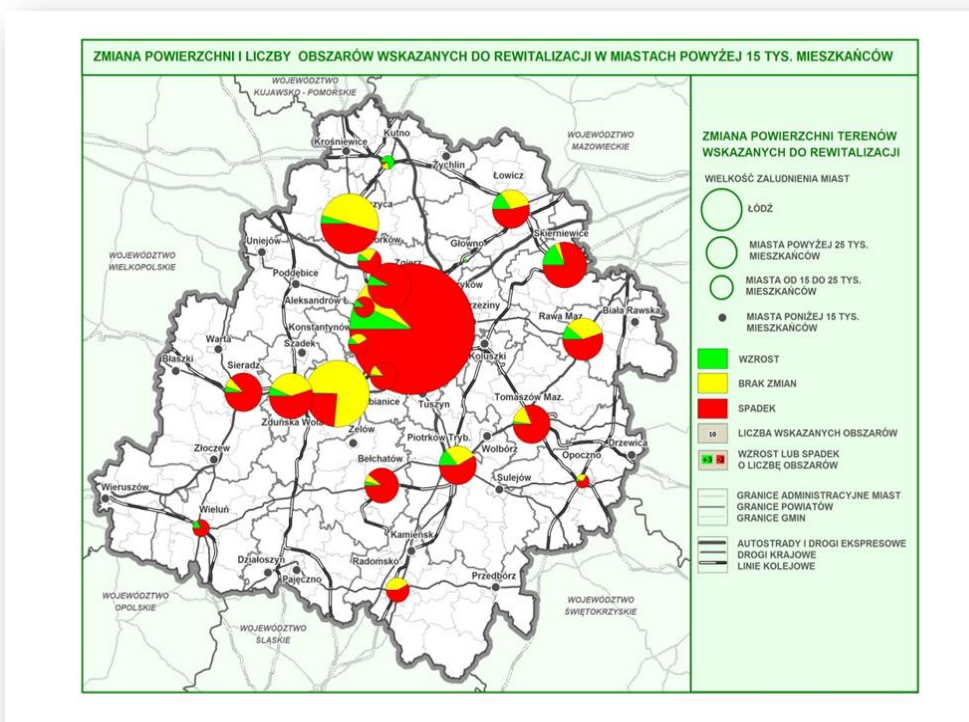 ZMIANA POWIERZCHNI I LICZBY OBSZARÓW WSKAZANYCH DO REWITALIZACJI W MIASTACH POWYŻEJ 15 TYS. MIESZKAŃCÓW
WOJEWÓDZTWO
KUJAWSKO - POMORSKIE
Kutno
Krośniewice
Żychlin
WOJEWÓDZTWO
MAZOWIECKIE
Łowicz
Skierniewice
Głowno
Uniejów
WOJEWÓDZTWO
WIELKOPOLSKIE
Poddębice
Zgierz
Aleksandrów Ł.
Konstantynów
Rawa Maz.
Biała Rawska
Warta
Szadek
Koluszki
Błaszki
Sieradz
Tuszyn
Tomaszów Maz.
Zduńska Wola
Zelów
Piotrków Tryb.
Wolbórz
Drzewica
Opoczno
Złoczew
Bełchatów
Sulejów
Wieruszów
Wieluń
Kamieńsk
Działoszyn
Radomsko
Pajęczno
Przedbórz
WOJEWÓDZTWO
OPOLSKIE
WOJEWÓDZTWO
ŚLĄSKIE
WOJEWÓDZTWO
ŚWIĘTOKRZYSKIE
ZMIANA POWIERZCHNI TERENÓW
WSKAZANYCH DO REWITALIZACJI
WIELKOŚĆ ZALUDNIENIA MIAST
ŁÓDŹ
MIASTA POWYŻEJ 25 TYS.
MIESZKAŃCÓW
MIASTA OD 15 DO 25 TYS.
MIESZKAŃCÓW
MIASTA PONIŻEJ 15 TYS.
MIESZKAŃCÓW
WZROST
BRAK ZMIAN
SPADEK
10 LICZBA WSKAZANYCH OBSZARÓW
WZROST LUB SPADEK
O LICZBĘ OBSZARÓW
GRANICE ADMINISTRACYJNE MIAST
GRANICE POWIATÓW
GRANICE GMIN
AUTOSTRADY I DROGI EKSPRESOWE
DROGI KRAJOWE
LINIE KOLEJOWE